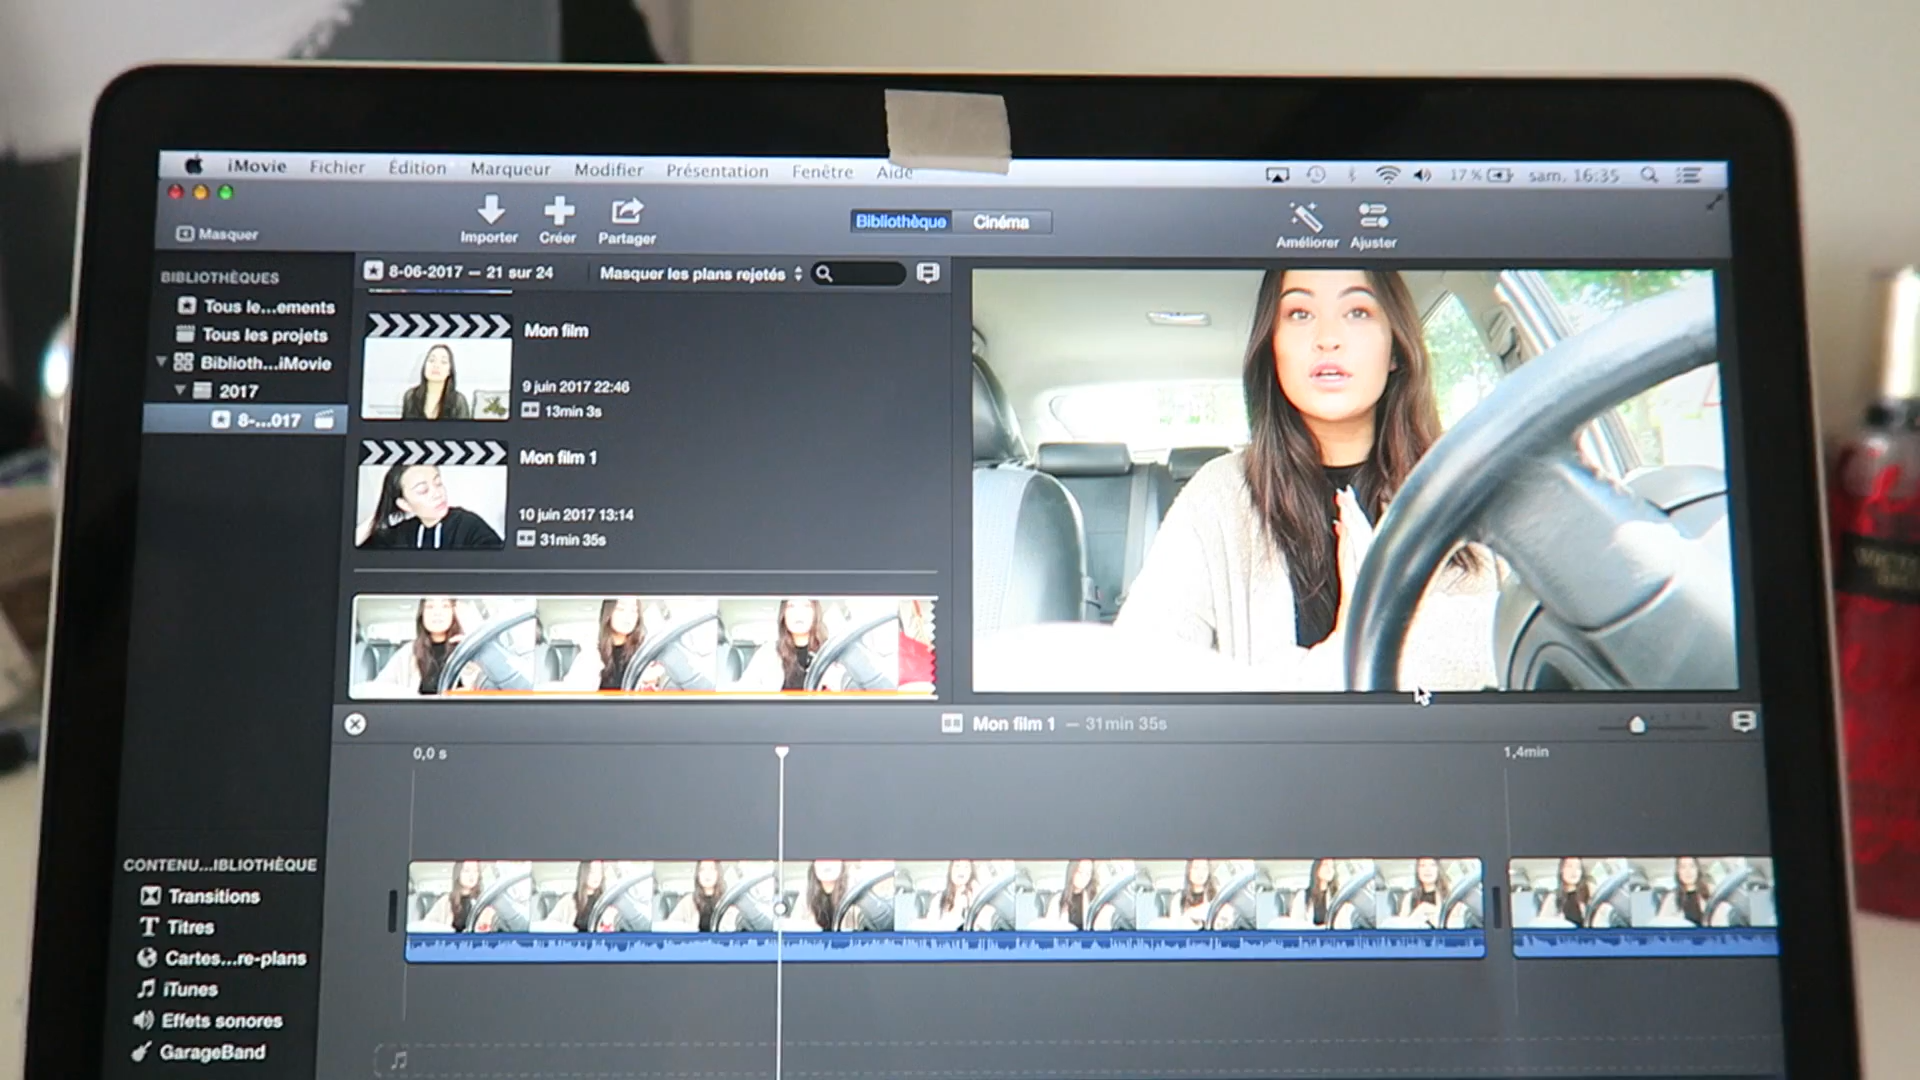 iMovie Fichier Édition Marqueur Modifier Présentation Fenêtre Aide 17 % sam. 16:35
Masquer
Importer Créer Partager
Bibliothèque Cinéma
Améliorer Ajuster
BIBLIOTHÈQUES
Tous le...ements
Tous les projets
Biblioth...iMovie
2017
8-...017
8-06-2017 — 21 sur 24 Masquer les plans rejetés
Mon film
9 juin 2017 22:46
13min 3s
Mon film 1
10 juin 2017 13:14
31min 35s
Mon film 1 — 31min 35s
0,0 s 1,4min
CONTENU...IBLIOTHÈQUE
Transitions
Titres
Cartes...re-plans
iTunes
Effets sonores
GarageBand